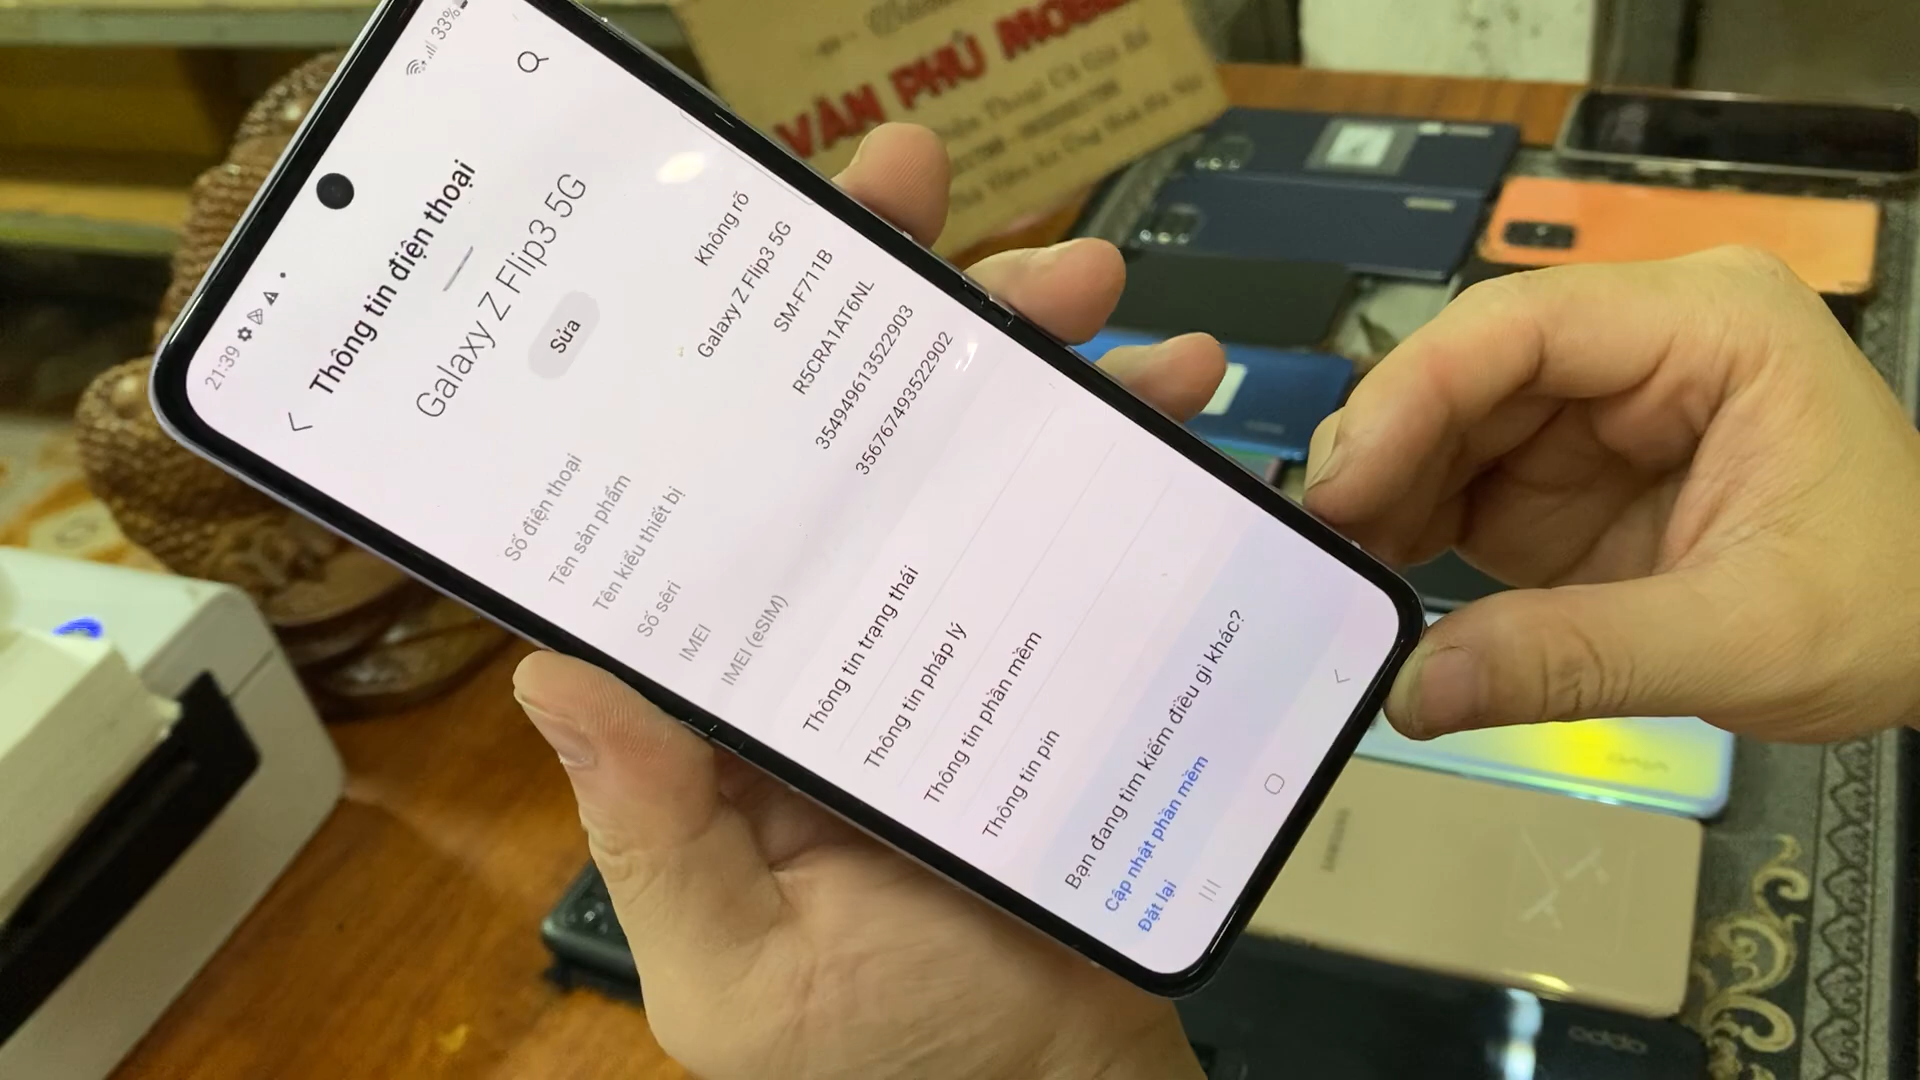 21:39
33%
Thông tin điện thoại
Galaxy Z Flip3 5G
Sửa
Số điện thoại
Không rõ
Tên sản phẩm
Galaxy Z Flip3 5G
Tên kiểu thiết bị
SM-F711B
Số sêri
R5CRA1AT6NL
IMEI
354949613522903
IMEI (eSIM)
356767493522902
Thông tin trạng thái
Thông tin pháp lý
Thông tin phần mềm
Thông tin pin
Bạn đang tìm kiếm điều gì khác?
Cập nhật phần mềm
Đặt lại
VĂN PHÚ MOBILE